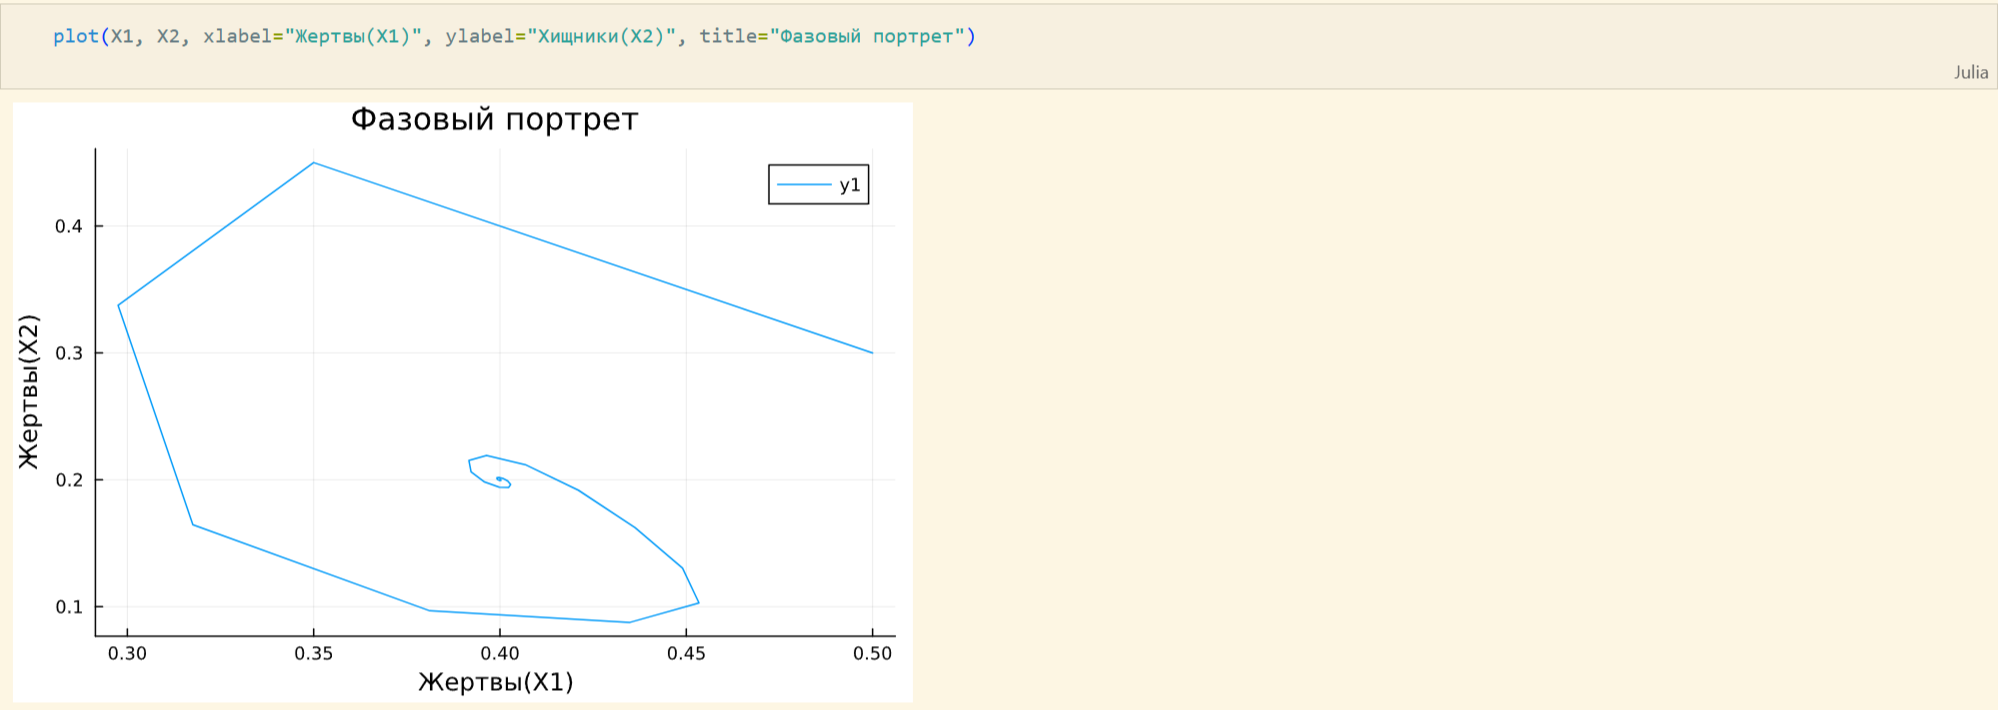 plot(X1, X2, xlabel="Жертвы(X1)", ylabel="Хищники(X2)", title="Фазовый портрет")
Julia
Фазовый портрет
y1
0.4
0.3
0.2
0.1
Жертвы(X2)
0.30 0.35 0.40 0.45 0.50
Жертвы(X1)